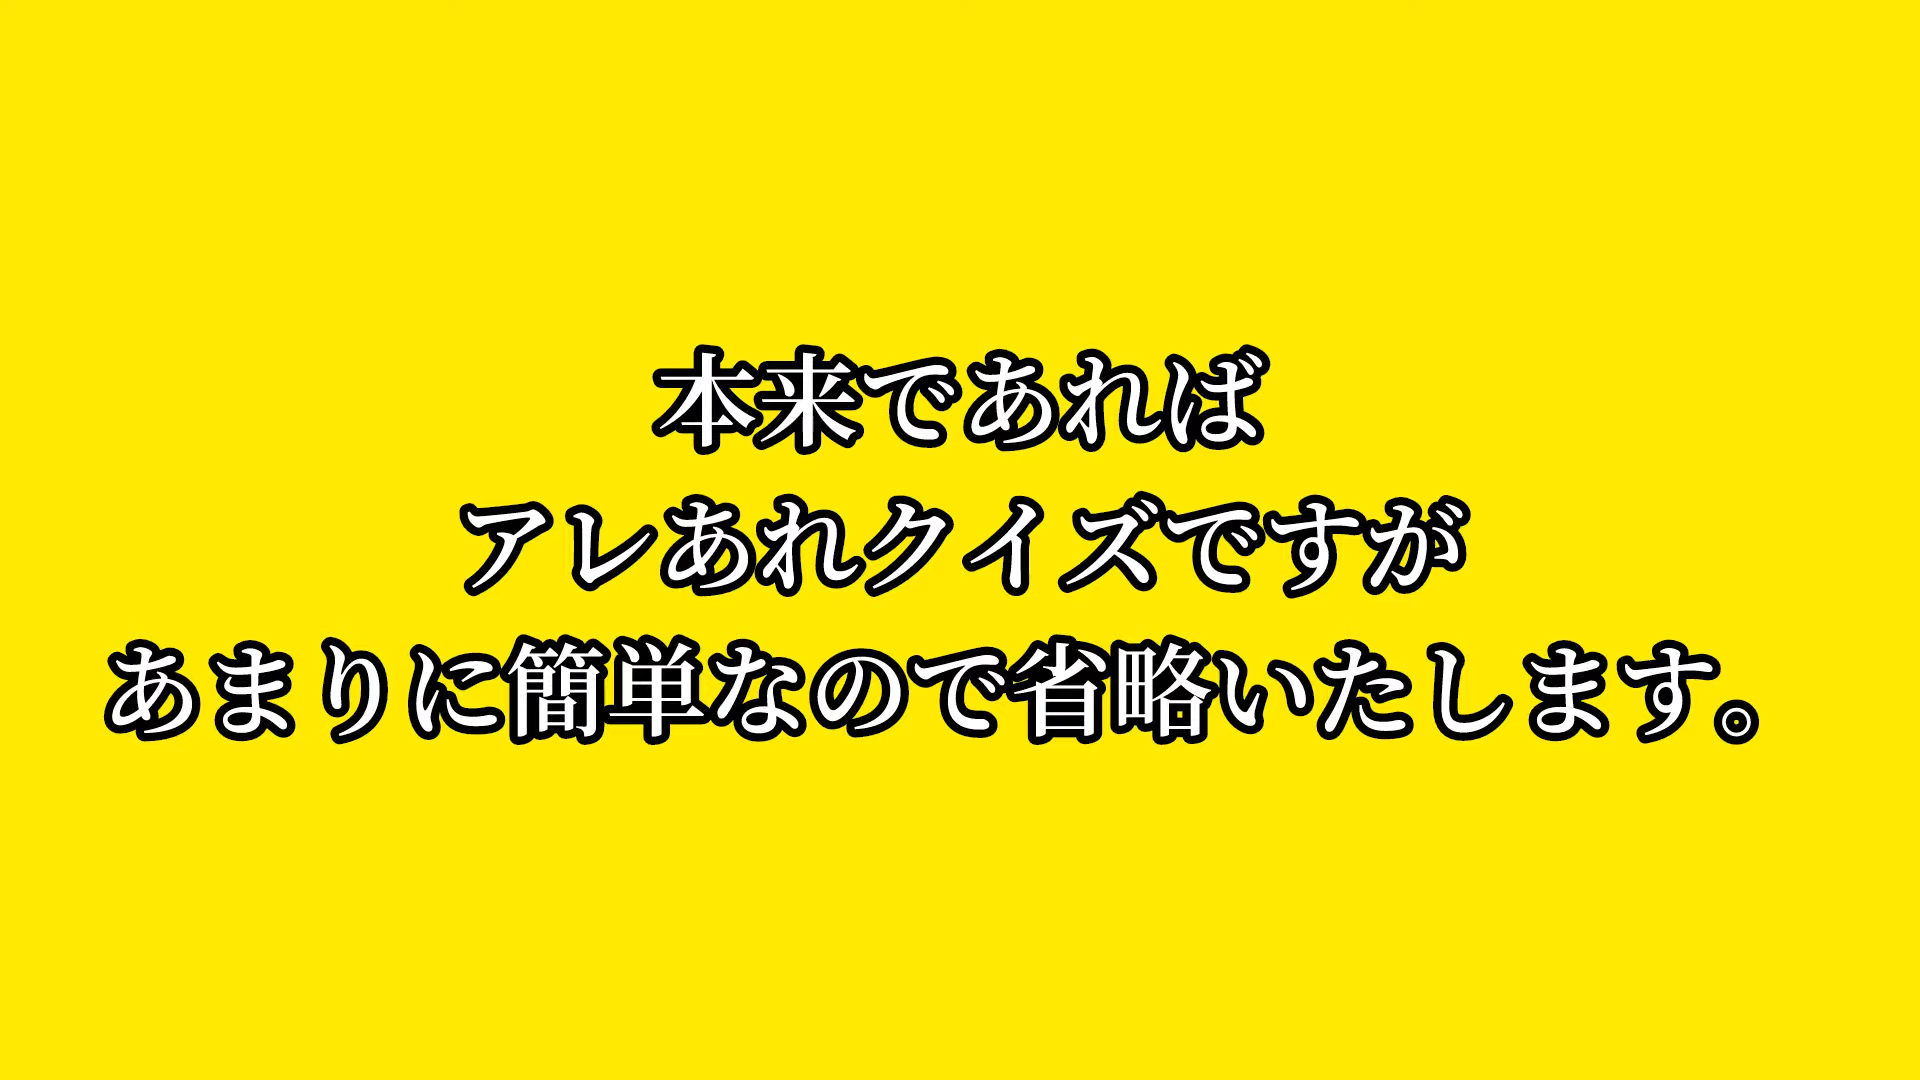 本来であれば
アレあれクイズですが
あまりに簡単なので省略いたします。